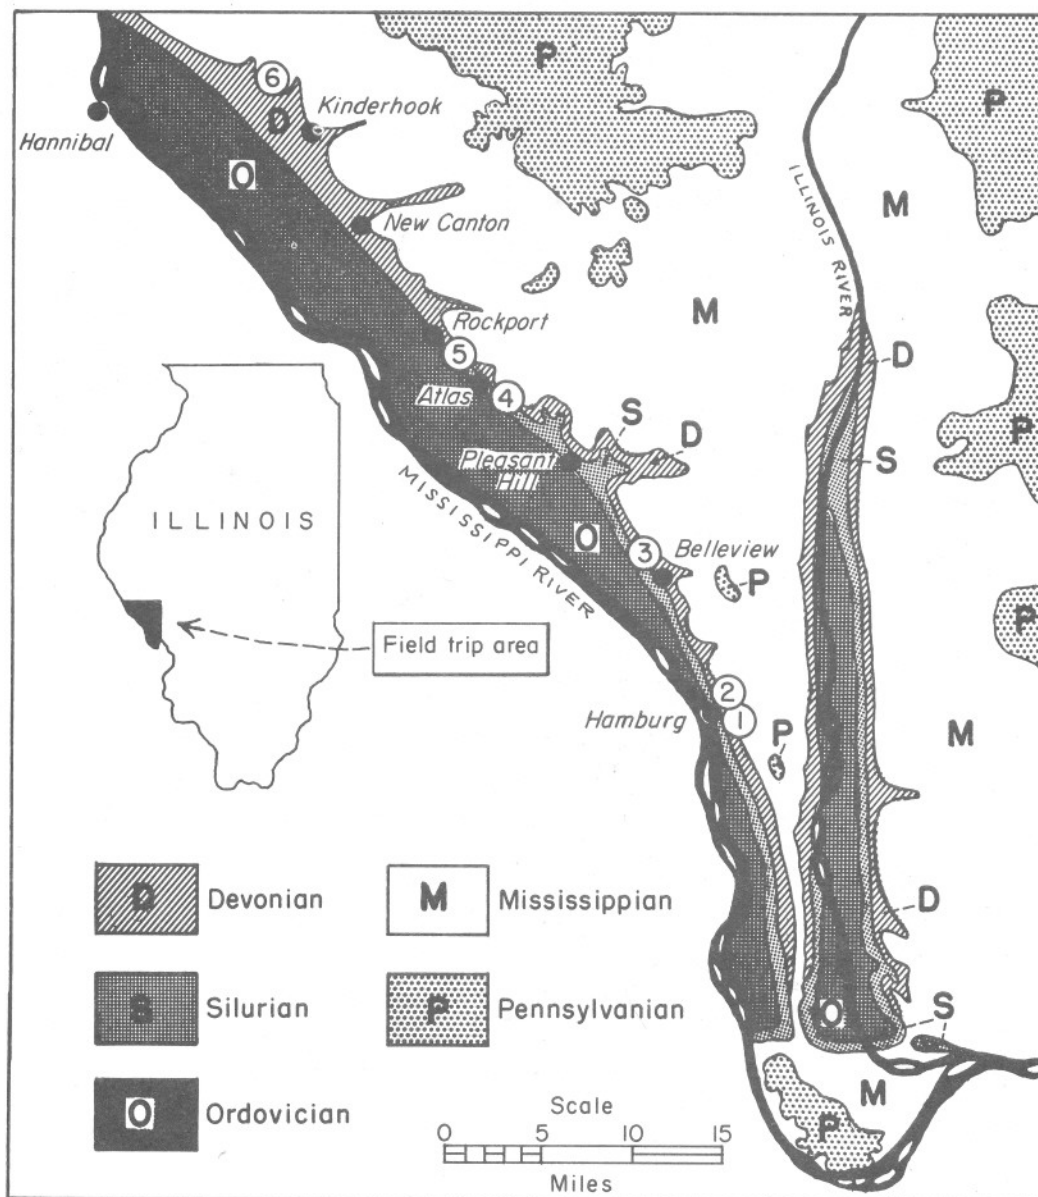 P
P
6
Kinderhook
D
Hannibal
O
New Canton
M
ILLINOIS RIVER
M
Rockport
5
D
Atlas
4
S
D
P
Pleasant
Hill
S
ILLINOIS
MISSISSIPPI RIVER
O
3
Belleview
P
P
Field trip area
2
Hamburg
1
P
M
D
Devonian
M
Mississippian
D
S
Silurian
P
Pennsylvanian
O
S
O
Ordovician
Scale
0
5
10
15
Miles
M
P